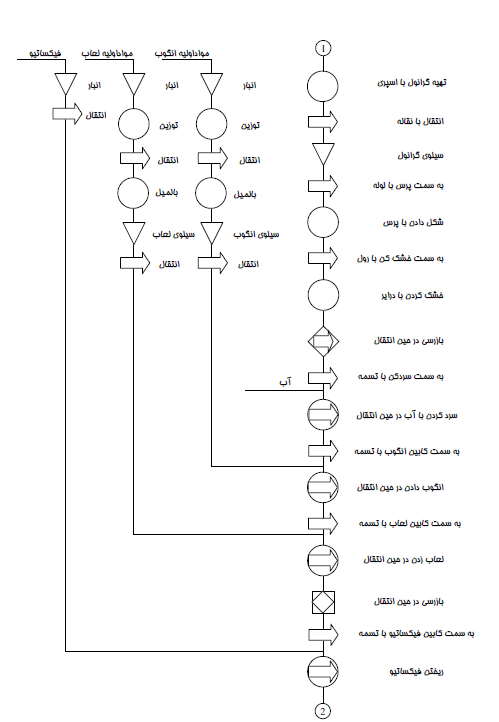 مواداولیه انگوب
مواداولیه لعاب
فیکساتیو
1
انبار
انبار
انبار
تهیه گرانول با اسپری
انتقال
انتقال با نقاله
توزین
توزین
سیلوی گرانول
انتقال
انتقال
به سمت پرس با لوله
بالمیل
بالمیل
شکل دادن با پرس
سیلوی انگوب
سیلوی لعاب
به سمت خشک کن با رول
انتقال
انتقال
خشک کردن با درایر
بازرسی در حین انتقال
به سمت سردکن با تسمه
آب
سرد کردن با آب در حین انتقال
به سمت کابین انگوب با تسمه
انگوب دادن در حین انتقال
به سمت کابین لعاب با تسمه
لعاب زدن در حین انتقال
بازرسی در حین انتقال
به سمت کابین فیکساتیو با تسمه
ریختن فیکساتیو
2